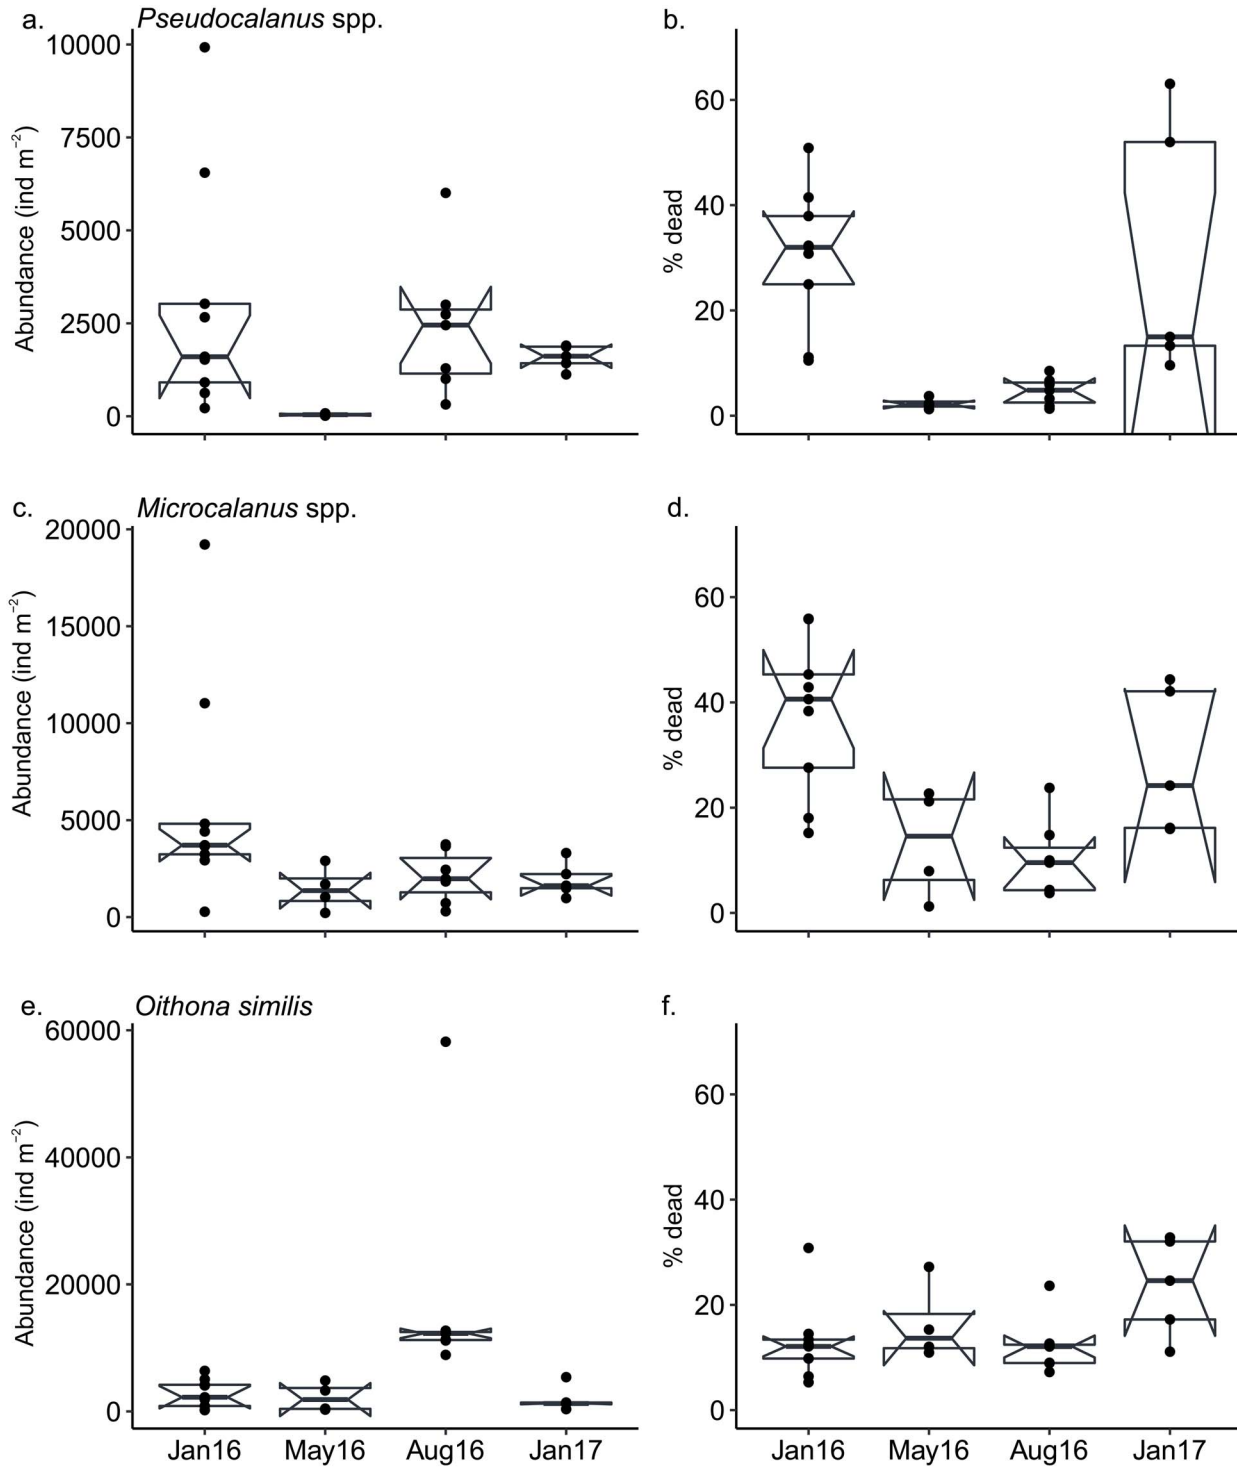 a. Pseudocalanus spp.
10000
7500
5000
2500
0
Abundance (ind m⁻²)
b.
60
40
20
0
% dead
c. Microcalanus spp.
20000
15000
10000
5000
0
Abundance (ind m⁻²)
d.
60
40
20
0
% dead
e. Oithona similis
60000
40000
20000
0
Abundance (ind m⁻²)
Jan16 May16 Aug16 Jan17
f.
60
40
20
0
% dead
Jan16 May16 Aug16 Jan17